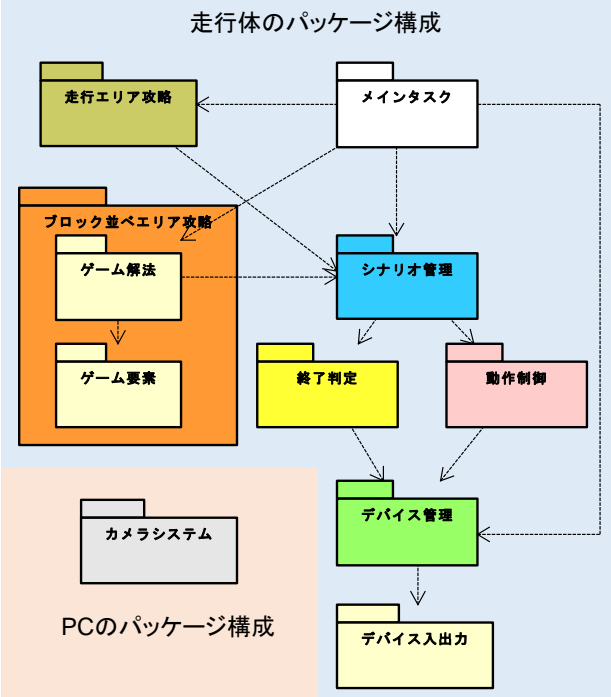 走行体のパッケージ構成
走行エリア攻略
メインタスク
ブロック並べエリア攻略
ゲーム解法
シナリオ管理
ゲーム要素
終了判定
動作制御
デバイス管理
カメラシステム
PCのパッケージ構成
デバイス入出力